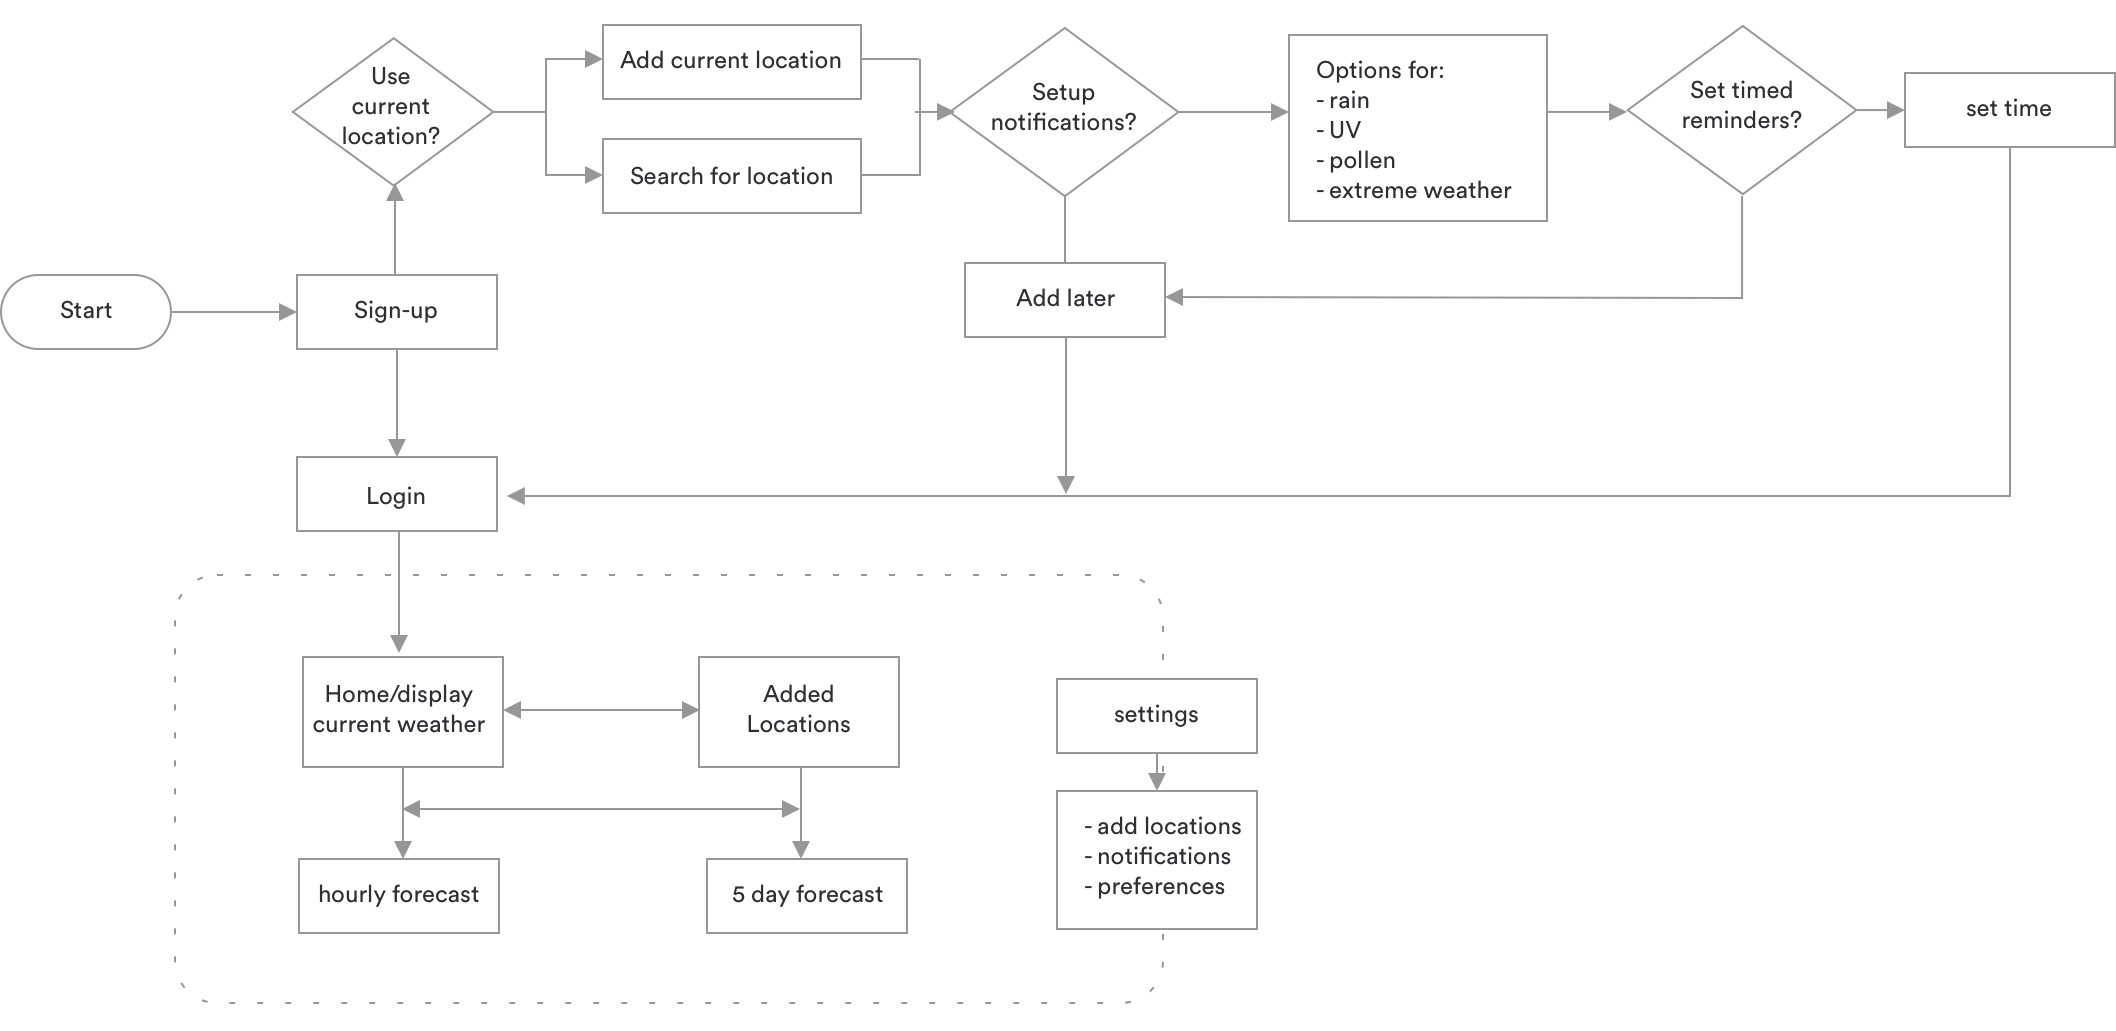 Use
current
location?
Add current location
Search for location
Setup
notifications?
Options for:
- rain
- UV
- pollen
- extreme weather
Set timed
reminders?
set time
Start
Sign-up
Add later
Login
Home/display
current weather
Added
Locations
settings
hourly forecast
5 day forecast
- add locations
- notifications
- preferences